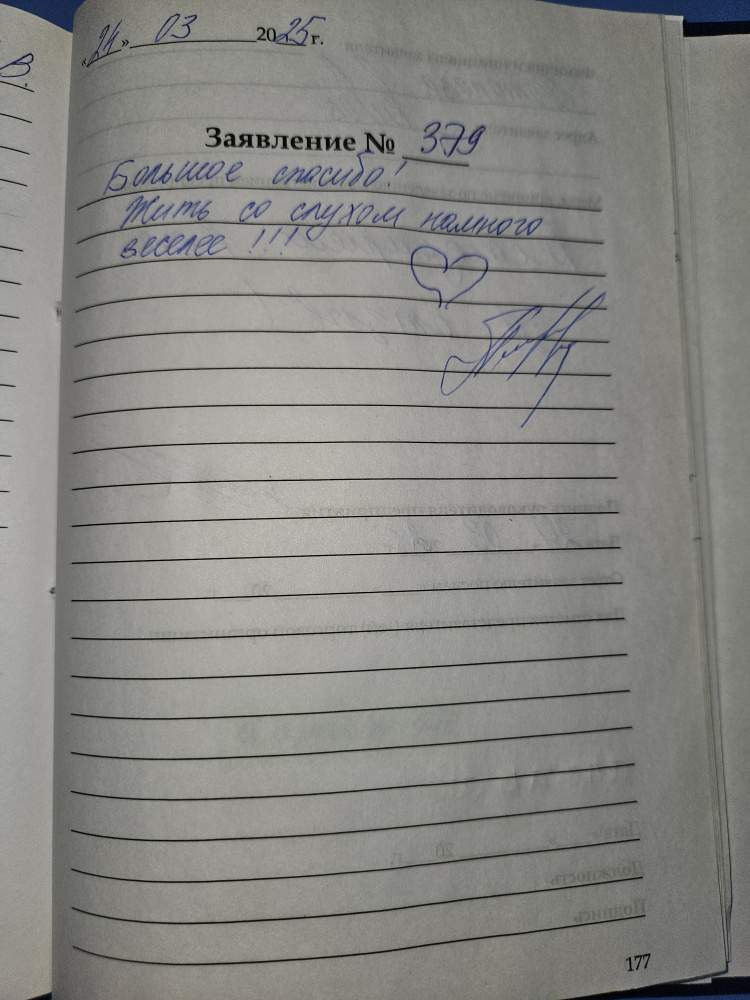 В.
«24» 03 2025 г.
Заявление № 379
Большое спасибо!
Жить со слухом намного
веселее !!!
177